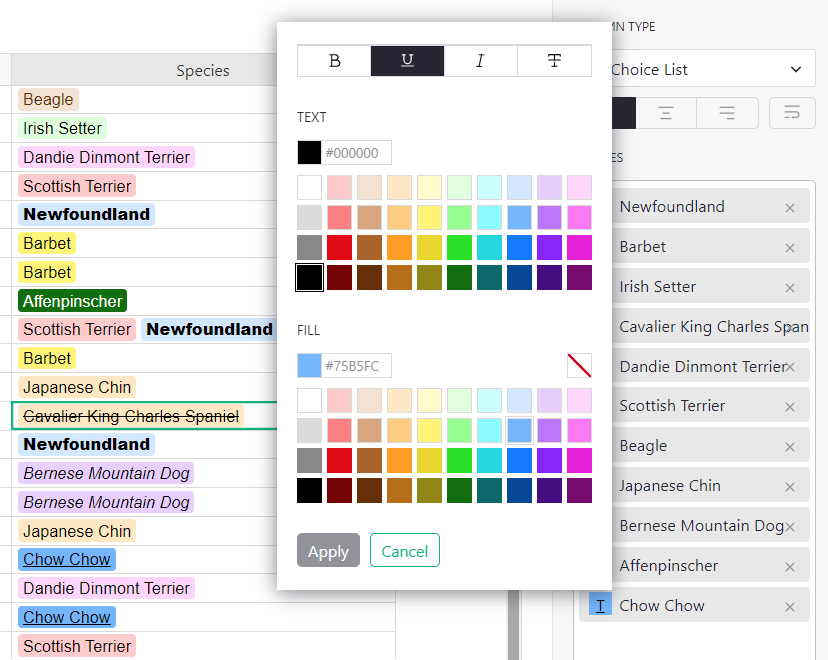 Species
Beagle
Irish Setter
Dandie Dinmont Terrier
Scottish Terrier
Newfoundland
Barbet
Barbet
Affenpinscher
Scottish Terrier Newfoundland
Barbet
Japanese Chin
Cavalier King Charles Spaniel
Newfoundland
Bernese Mountain Dog
Bernese Mountain Dog
Japanese Chin
Chow Chow
Dandie Dinmont Terrier
Chow Chow
Scottish Terrier
B U I T
TEXT
#000000
FILL
#75B5FC
Apply Cancel
MN TYPE
Choice List
ES
Newfoundland
Barbet
Irish Setter
Cavalier King Charles Span
Dandie Dinmont Terrier
Scottish Terrier
Beagle
Japanese Chin
Bernese Mountain Dog
Affenpinscher
T Chow Chow